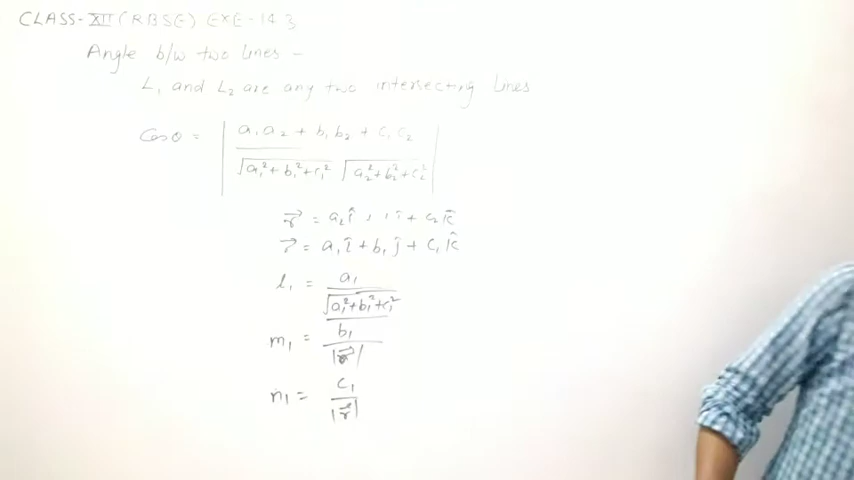 CLASS-XII (RBSE) EXE-14.3
Angle b/w two lines -
L₁ and L₂ are any two intersecting lines
Cosθ = | a₁a₂ + b₁b₂ + c₁c₂ / √a₁²+b₁²+c₁² √a₂²+b₂²+c₂² |
r⃗ = a₂î + c₂k̂
r⃗ = a₁î + b₁ĵ + c₁k̂
l₁ = a₁ / √a₁²+b₁²+c₁²
m₁ = b₁ / |r⃗|
n₁ = c₁ / |r⃗|